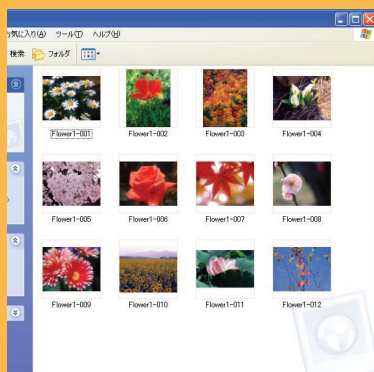 お気に入り(A) ツール(T) ヘルプ(H)
検索 フォルダ
Flower1-001 Flower1-002 Flower1-003 Flower1-004
Flower1-005 Flower1-006 Flower1-007 Flower1-008
Flower1-009 Flower1-010 Flower1-011 Flower1-012